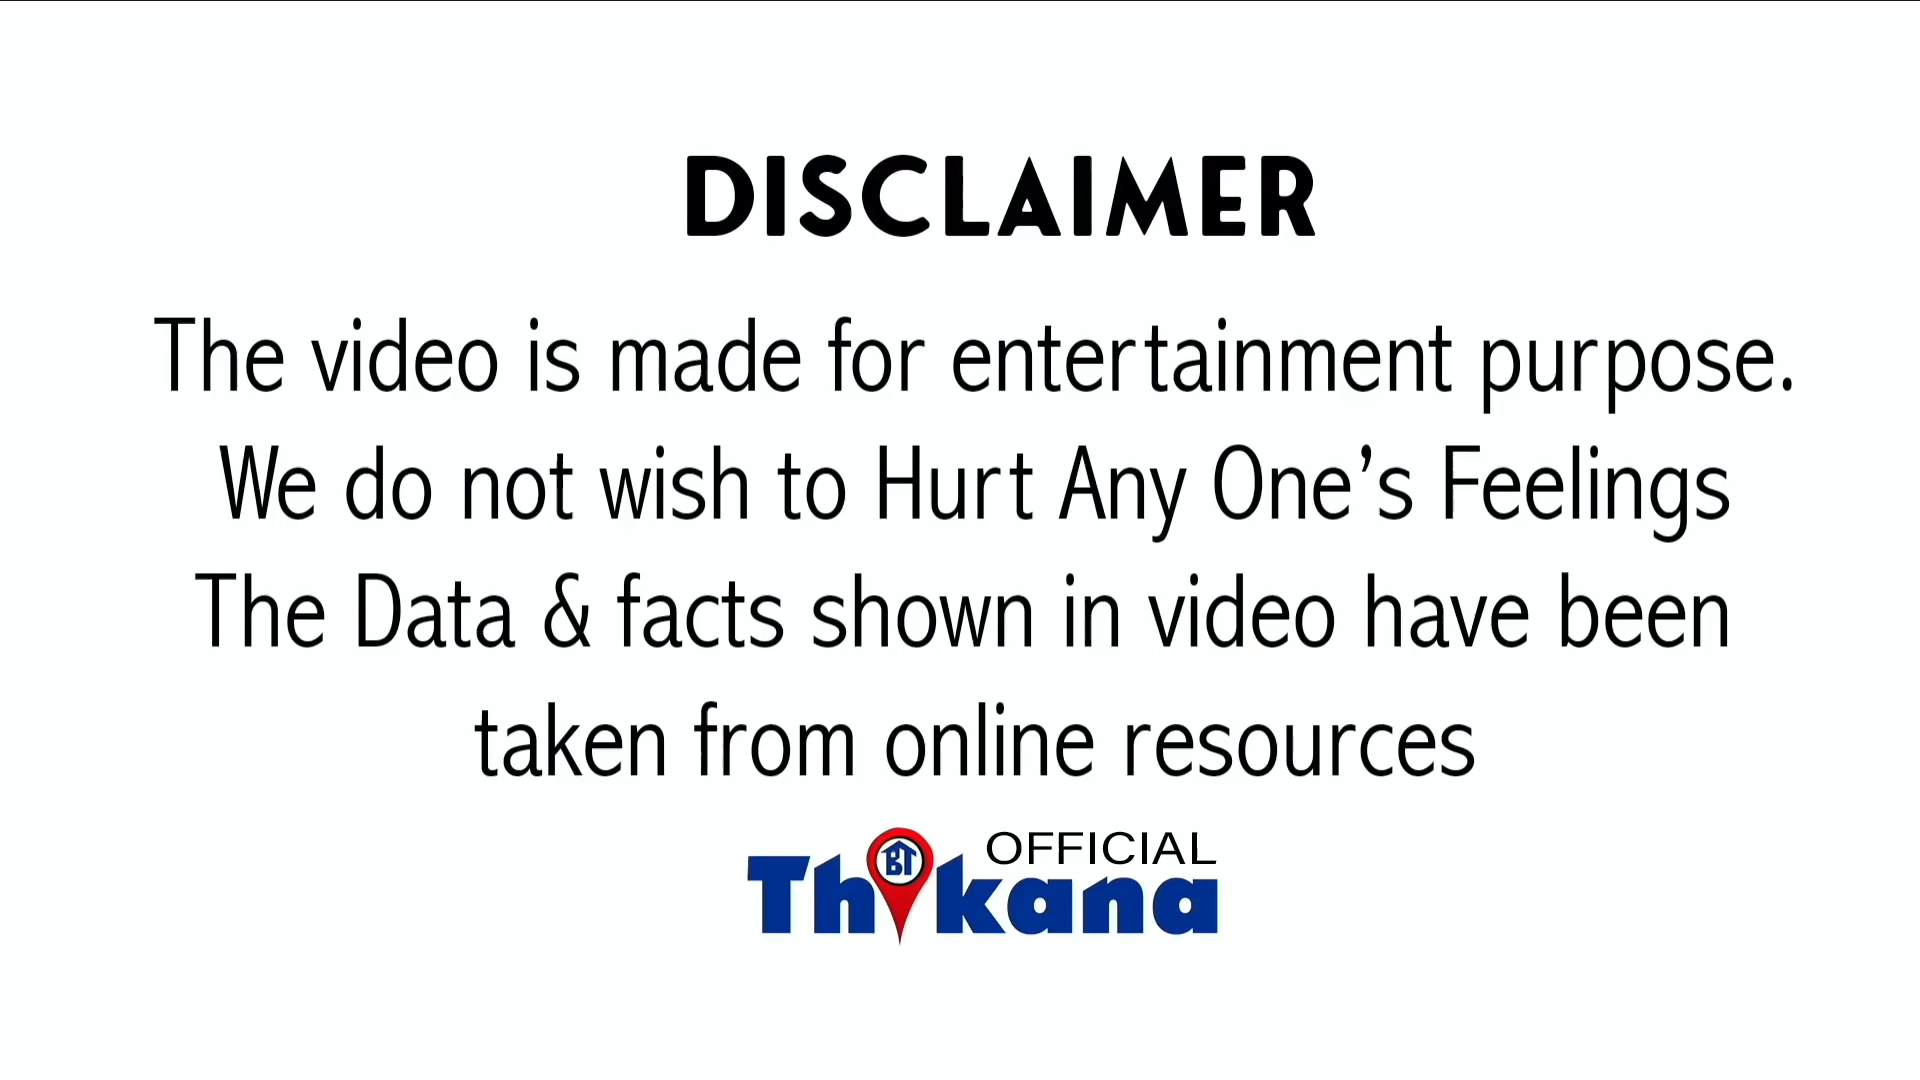 DISCLAIMER
The video is made for entertainment purpose.
We do not wish to Hurt Any One’s Feelings
The Data & facts shown in video have been
taken from online resources
OFFICIAL
BT
Thikana